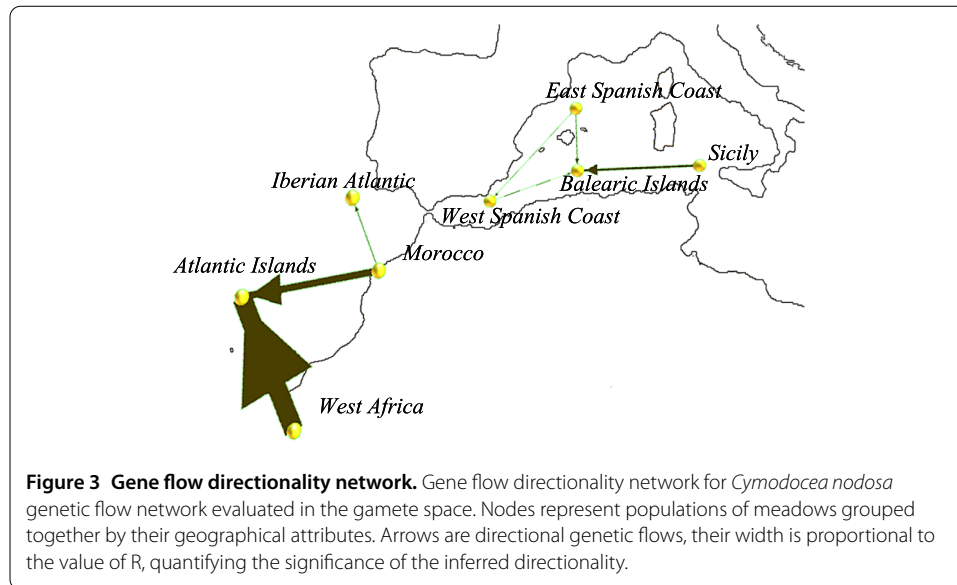 East Spanish Coast
Sicily
Iberian Atlantic
Balearic Islands
West Spanish Coast
Morocco
Atlantic Islands
West Africa
Figure 3 Gene flow directionality network. Gene flow directionality network for Cymodocea nodosa
genetic flow network evaluated in the gamete space. Nodes represent populations of meadows grouped
together by their geographical attributes. Arrows are directional genetic flows, their width is proportional to
the value of R, quantifying the significance of the inferred directionality.